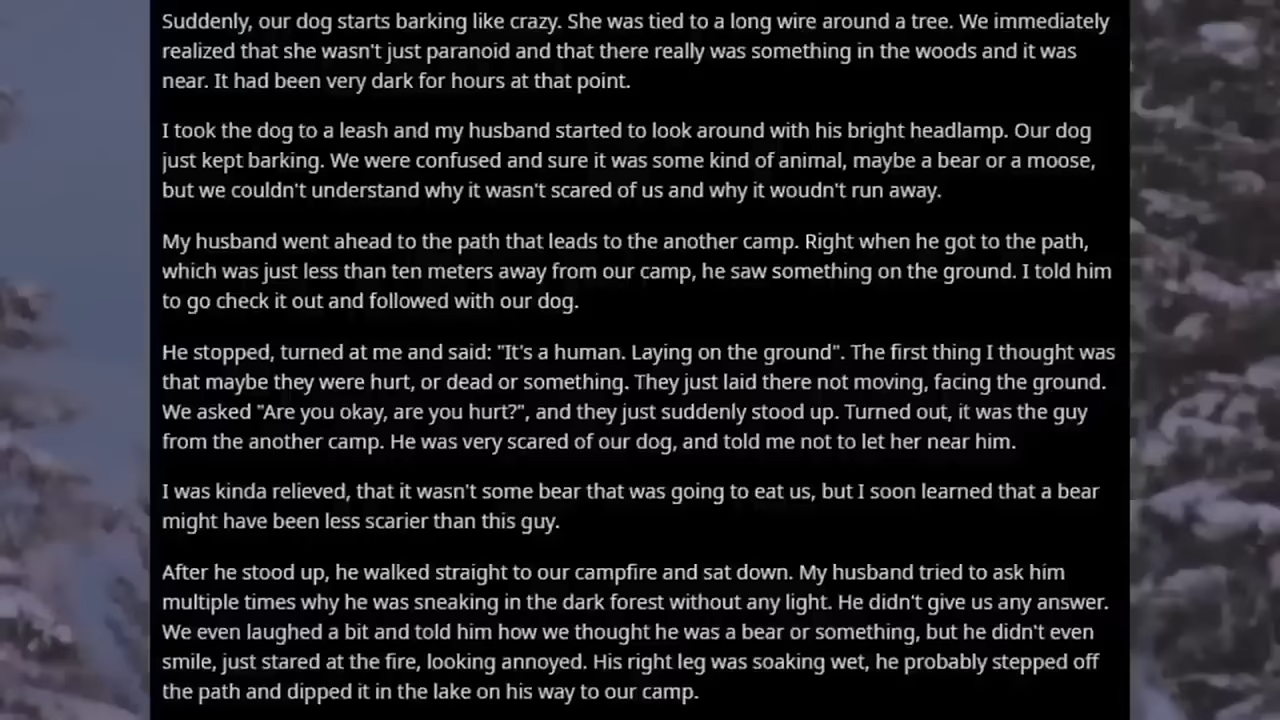 Suddenly, our dog starts barking like crazy. She was tied to a long wire around a tree. We immediately
realized that she wasn't just paranoid and that there really was something in the woods and it was
near. It had been very dark for hours at that point.
I took the dog to a leash and my husband started to look around with his bright headlamp. Our dog
just kept barking. We were confused and sure it was some kind of animal, maybe a bear or a moose,
but we couldn't understand why it wasn't scared of us and why it woudn't run away.
My husband went ahead to the path that leads to the another camp. Right when he got to the path,
which was just less than ten meters away from our camp, he saw something on the ground. I told him
to go check it out and followed with our dog.
He stopped, turned at me and said: "It's a human. Laying on the ground". The first thing I thought was
that maybe they were hurt, or dead or something. They just laid there not moving, facing the ground.
We asked "Are you okay, are you hurt?", and they just suddenly stood up. Turned out, it was the guy
from the another camp. He was very scared of our dog, and told me not to let her near him.
I was kinda relieved, that it wasn't some bear that was going to eat us, but I soon learned that a bear
might have been less scarier than this guy.
After he stood up, he walked straight to our campfire and sat down. My husband tried to ask him
multiple times why he was sneaking in the dark forest without any light. He didn't give us any answer.
We even laughed a bit and told him how we thought he was a bear or something, but he didn't even
smile, just stared at the fire, looking annoyed. His right leg was soaking wet, he probably stepped off
the path and dipped it in the lake on his way to our camp.